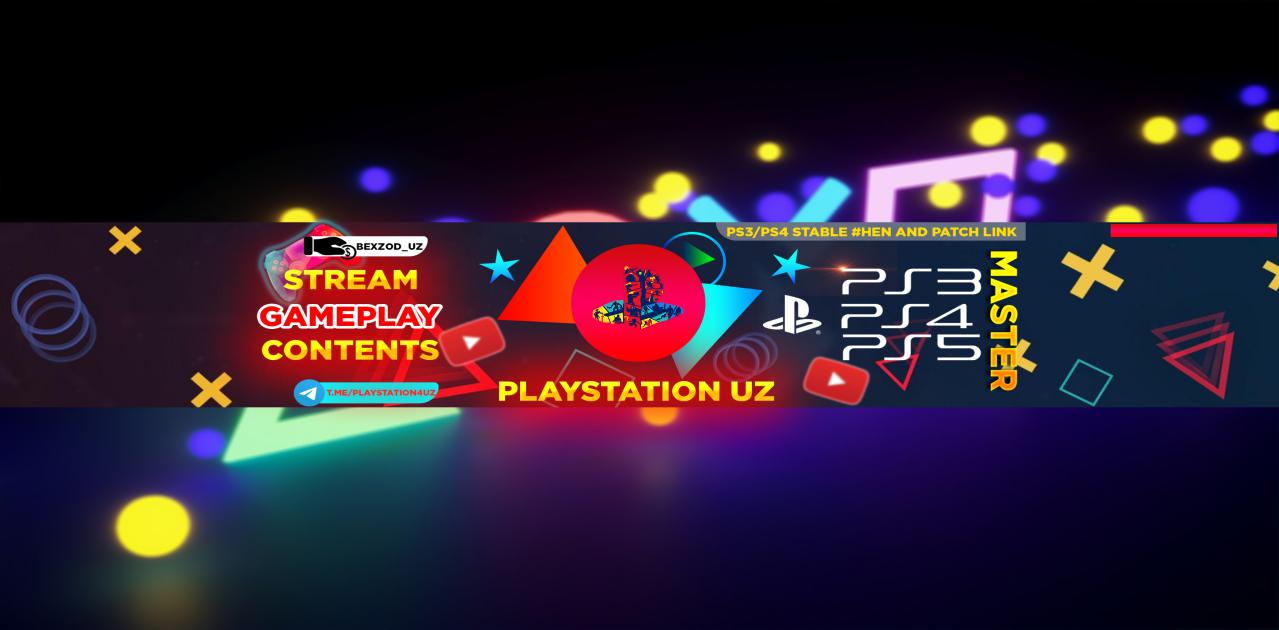 BEXZOD_UZ
STREAM
GAMEPLAY
CONTENTS
T.ME/PLAYSTATION4UZ
PLAYSTATION UZ
PS3/PS4 STABLE #HEN AND PATCH LINK
PS3
PS4
PS5
MASTER